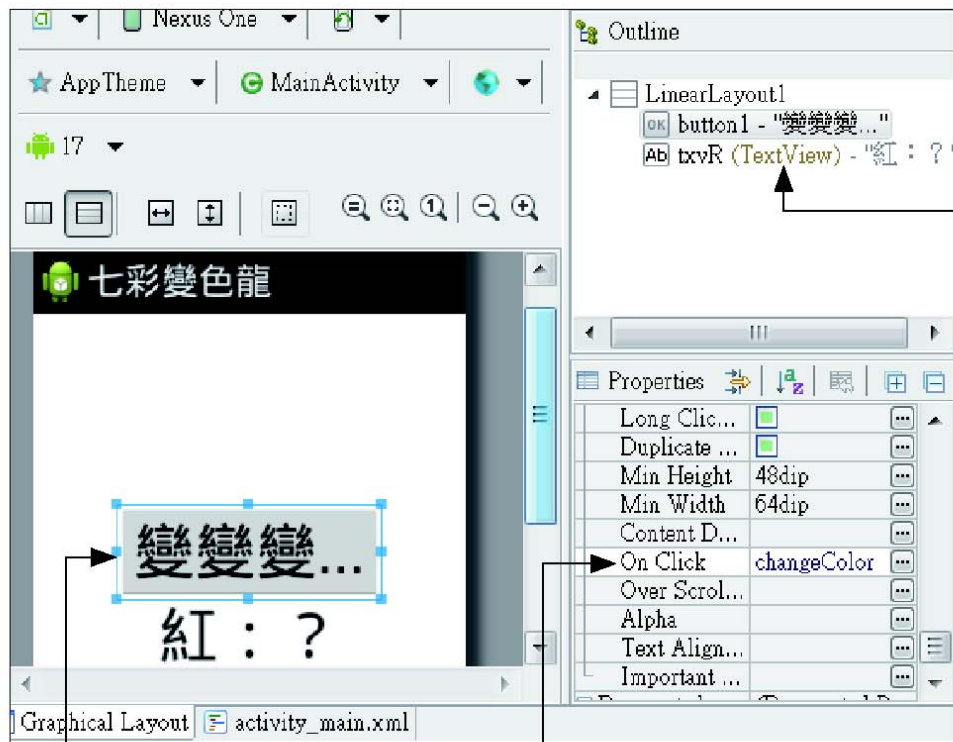 Nexus One
AppTheme
MainActivity
17
七彩變色龍
變變變...
紅：？
Graphical Layout
activity_main.xml
Outline
LinearLayout1
OK button1 - "變變變..."
Ab txvR (TextView) - "紅：？"
Properties
Long Clic...
Duplicate ...
Min Height 48dip
Min Width 64dip
Content D...
On Click changeColor
Over Scrol...
Alpha
Text Align...
Important ...